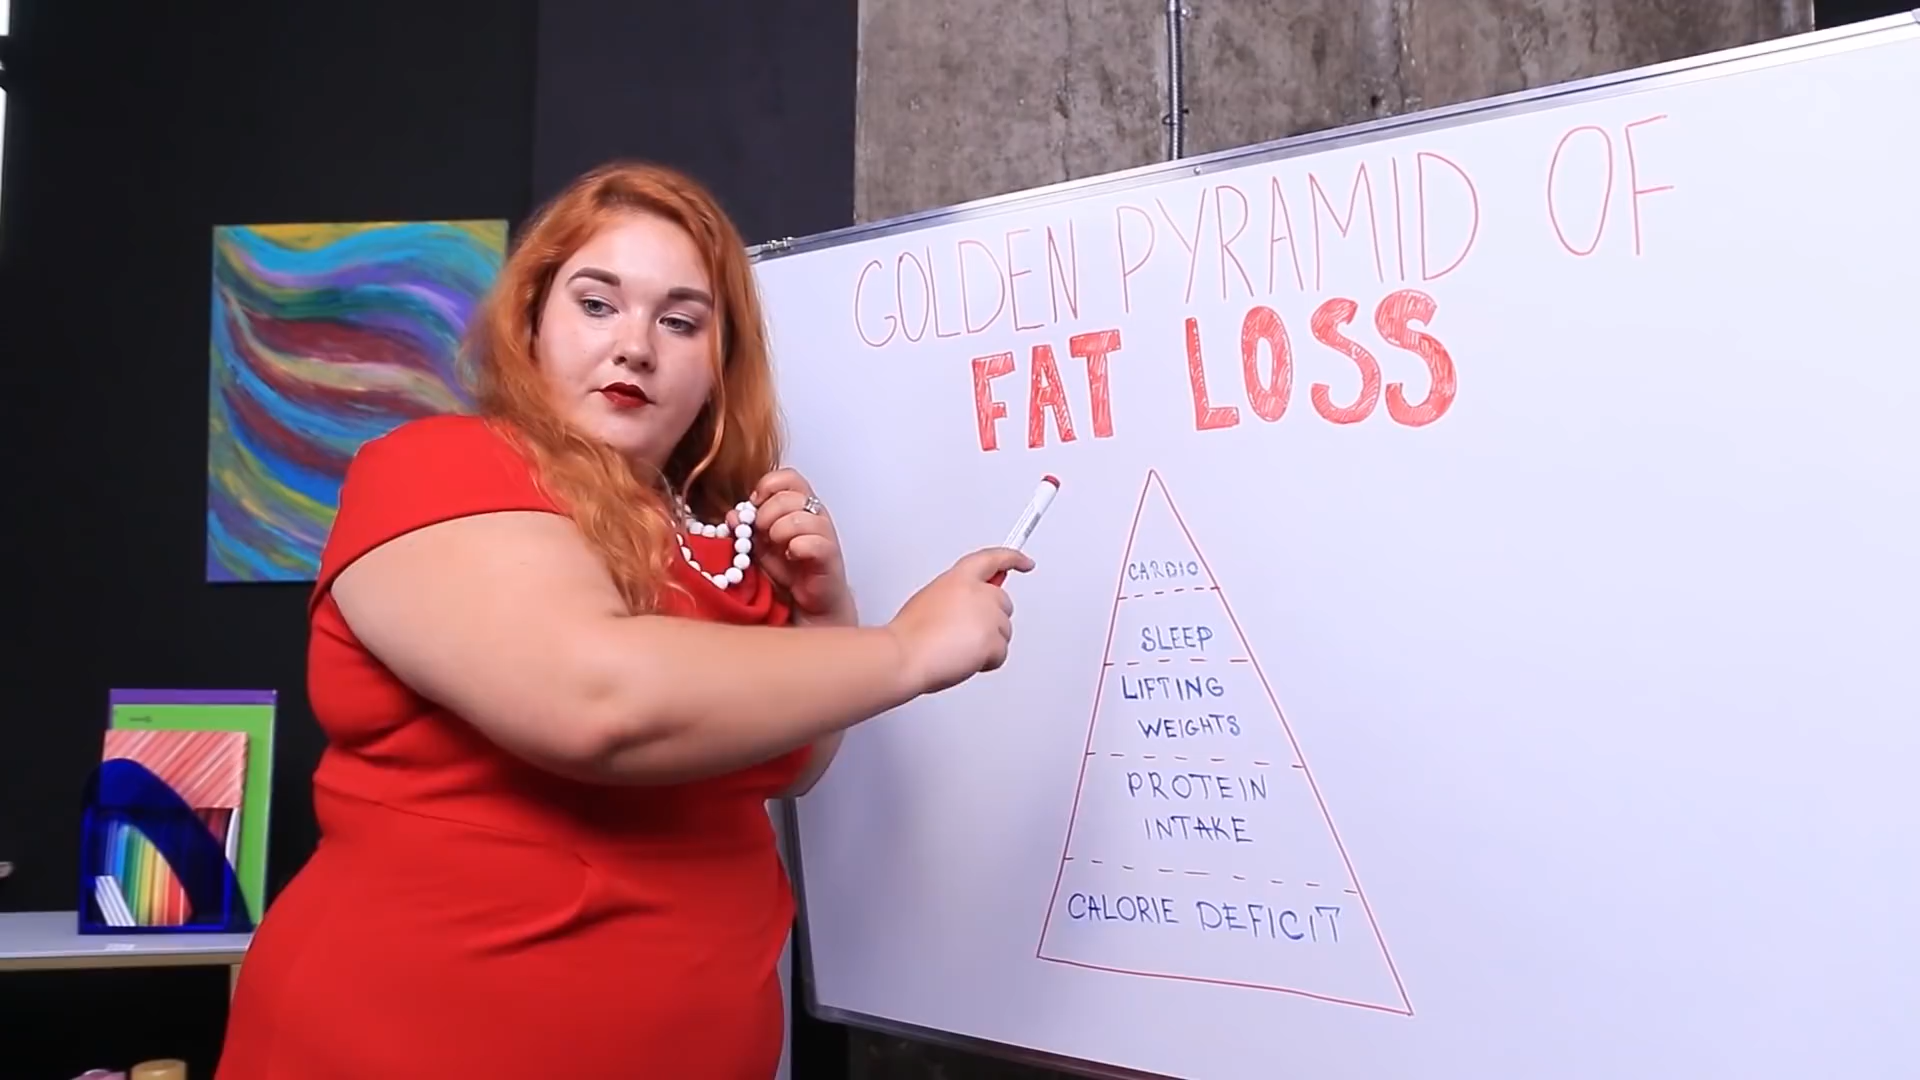 GOLDEN PYRAMID OF
FAT LOSS
CARDIO
SLEEP
LIFTING
WEIGHTS
PROTEIN
INTAKE
CALORIE DEFICIT